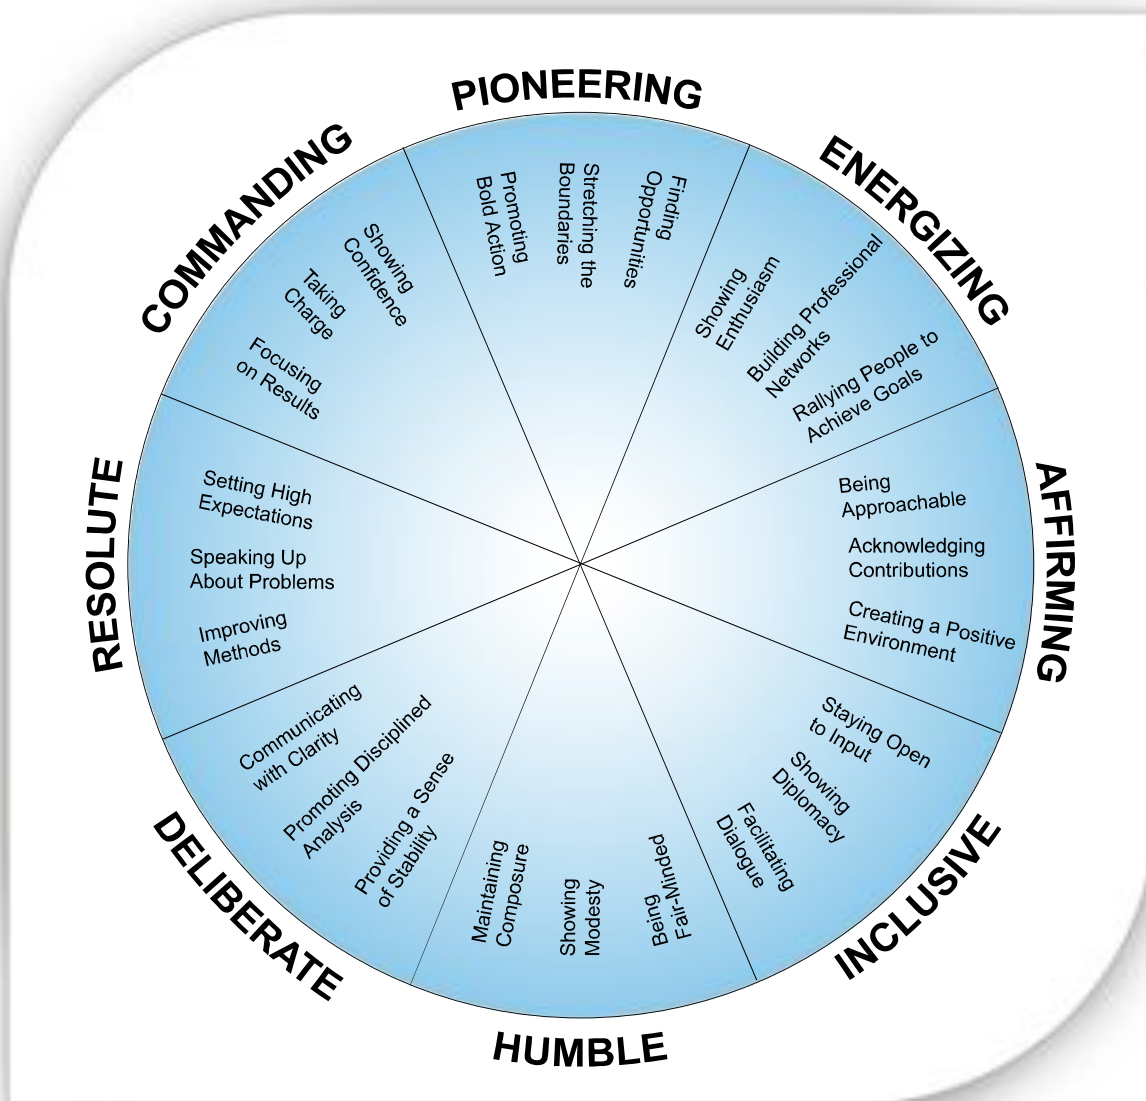 PIONEERING
Promoting
Bold Action
Stretching the
Boundaries
Finding
Opportunities
ENERGIZING
Showing
Enthusiasm
Building Professional
Networks
Rallying People to
Achieve Goals
AFFIRMING
Being
Approachable
Acknowledging
Contributions
Creating a Positive
Environment
INCLUSIVE
Staying Open
to Input
Showing
Diplomacy
Facilitating
Dialogue
HUMBLE
Being
Fair-Minded
Showing
Modesty
Maintaining
Composure
DELIBERATE
Providing a Sense
of Stability
Promoting Disciplined
Analysis
Communicating
with Clarity
RESOLUTE
Improving
Methods
Speaking Up
About Problems
Setting High
Expectations
COMMANDING
Focusing
on Results
Taking
Charge
Showing
Confidence